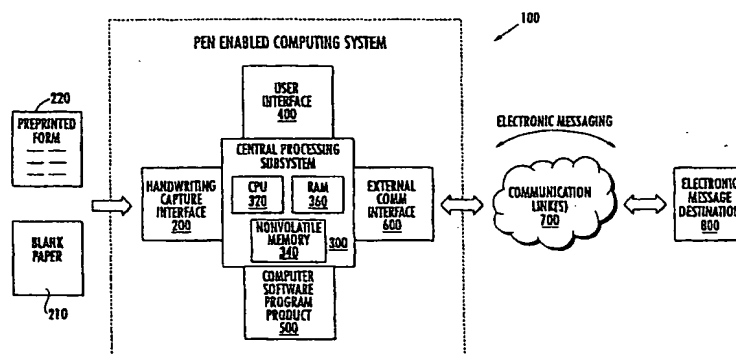 PEN ENABLED COMPUTING SYSTEM
100
220
PREPRINTED
FORM
BLANK
PAPER
210
HANDWRITING
CAPTURE
INTERFACE
200
USER
INTERFACE
400
CENTRAL PROCESSING
SUBSYSTEM
CPU
320
RAM
360
NONVOLATILE
MEMORY
340
300
EXTERNAL
COMM
INTERFACE
600
COMPUTER
SOFTWARE
PROGRAM
PRODUCT
500
ELECTRONIC MESSAGING
COMMUNICATION
LINK(S)
700
ELECTRONIC
MESSAGE
DESTINATION
800